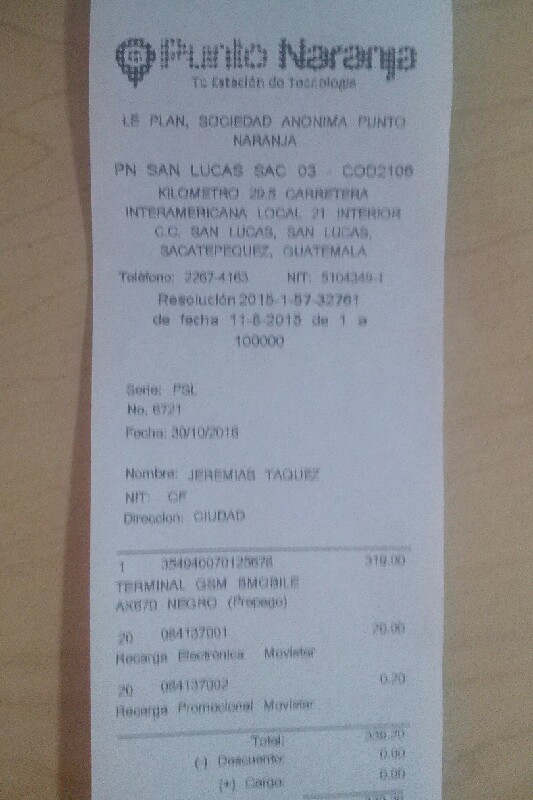 Punto Naranja
Tu Estación de Tecnología
LE PLAN, SOCIEDAD ANONIMA PUNTO
NARANJA
PN SAN LUCAS SAC 03 - COD2106
KILOMETRO 29.5 CARRETERA
INTERAMERICANA LOCAL 21 INTERIOR
C.C. SAN LUCAS, SAN LUCAS,
SACATEPEQUEZ, GUATEMALA
Teléfono: 2267-4163 NIT: 5104349-1
Resolución 2015-1-57-32761
de fecha 11-6-2015 de 1 a
100000
Serie: PSL
No. 6721
Fecha: 30/10/2016
Nombre: JEREMIAS TAQUEZ
NIT: CF
Direccion: CIUDAD
1 354940070125678 319.00
TERMINAL GSM BMOBILE
AX670 NEGRO (Prepago)
20 084137001 20.00
Recarga Electrónica Movistar
20 084137002 0.20
Recarga Promocional Movistar
Total: 339.20
(-) Descuento: 0.00
(+) Cargo: 0.00